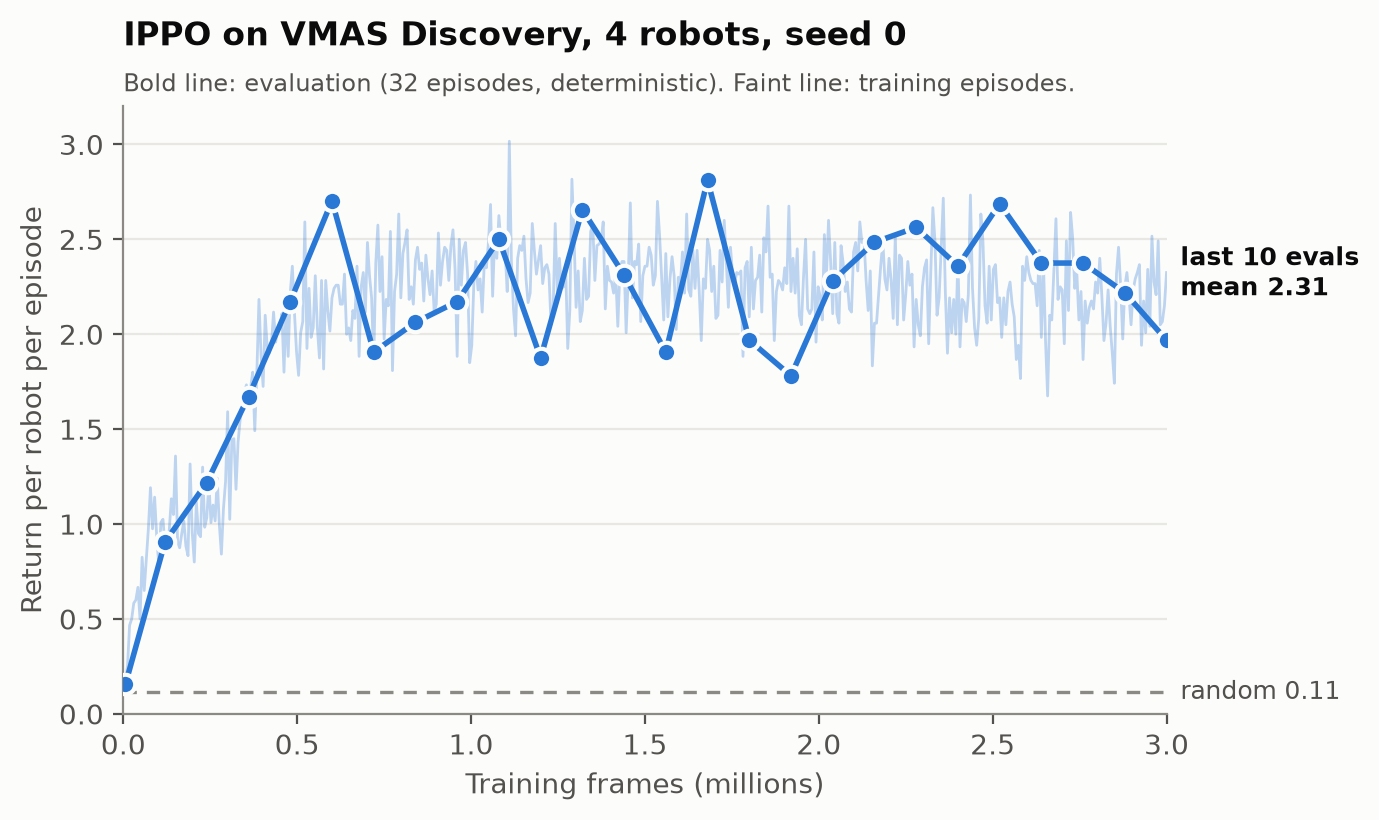 IPPO on VMAS Discovery, 4 robots, seed 0
Bold line: evaluation (32 episodes, deterministic). Faint line: training episodes.
Return per robot per episode
3.0
2.5
2.0
1.5
1.0
0.5
0.0
last 10 evals
mean 2.31
random 0.11
0.0 0.5 1.0 1.5 2.0 2.5 3.0
Training frames (millions)